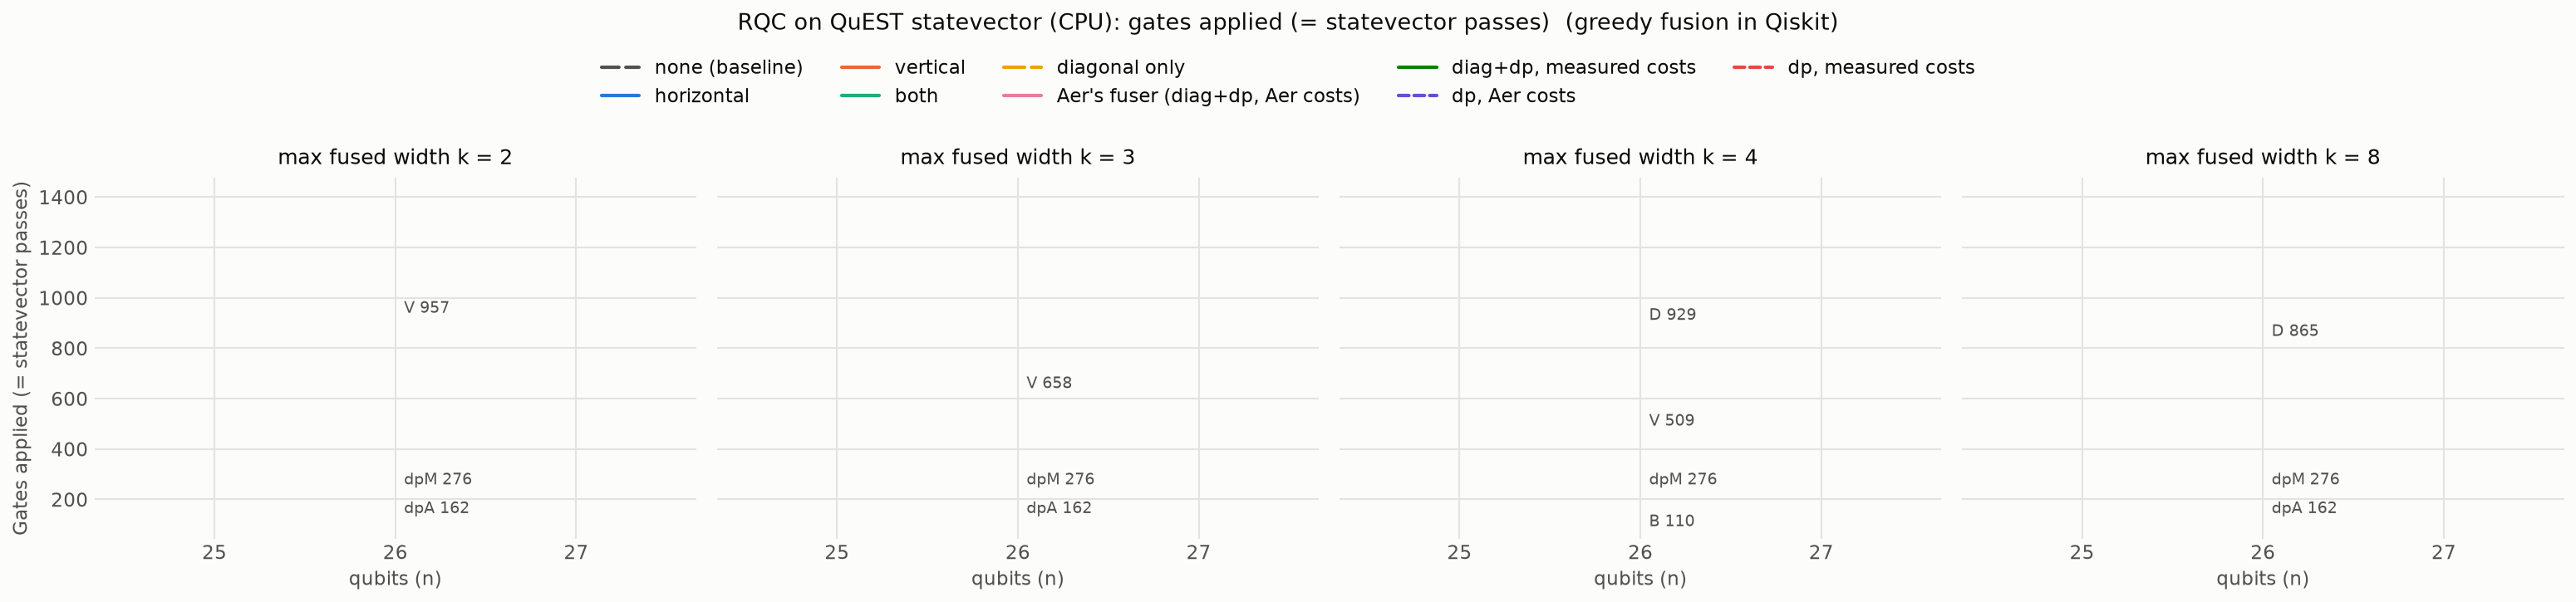 RQC on QuEST statevector (CPU): gates applied (= statevector passes)  (greedy fusion in Qiskit)
none (baseline)
horizontal
vertical
both
diagonal only
Aer's fuser (diag+dp, Aer costs)
diag+dp, measured costs
dp, Aer costs
dp, measured costs
Gates applied (= statevector passes)
max fused width k = 2
1400
1200
1000
800
600
400
200
V 957
dpM 276
dpA 162
25 26 27
qubits (n)
max fused width k = 3
V 658
dpM 276
dpA 162
25 26 27
qubits (n)
max fused width k = 4
D 929
V 509
dpM 276
B 110
25 26 27
qubits (n)
max fused width k = 8
D 865
dpM 276
dpA 162
25 26 27
qubits (n)